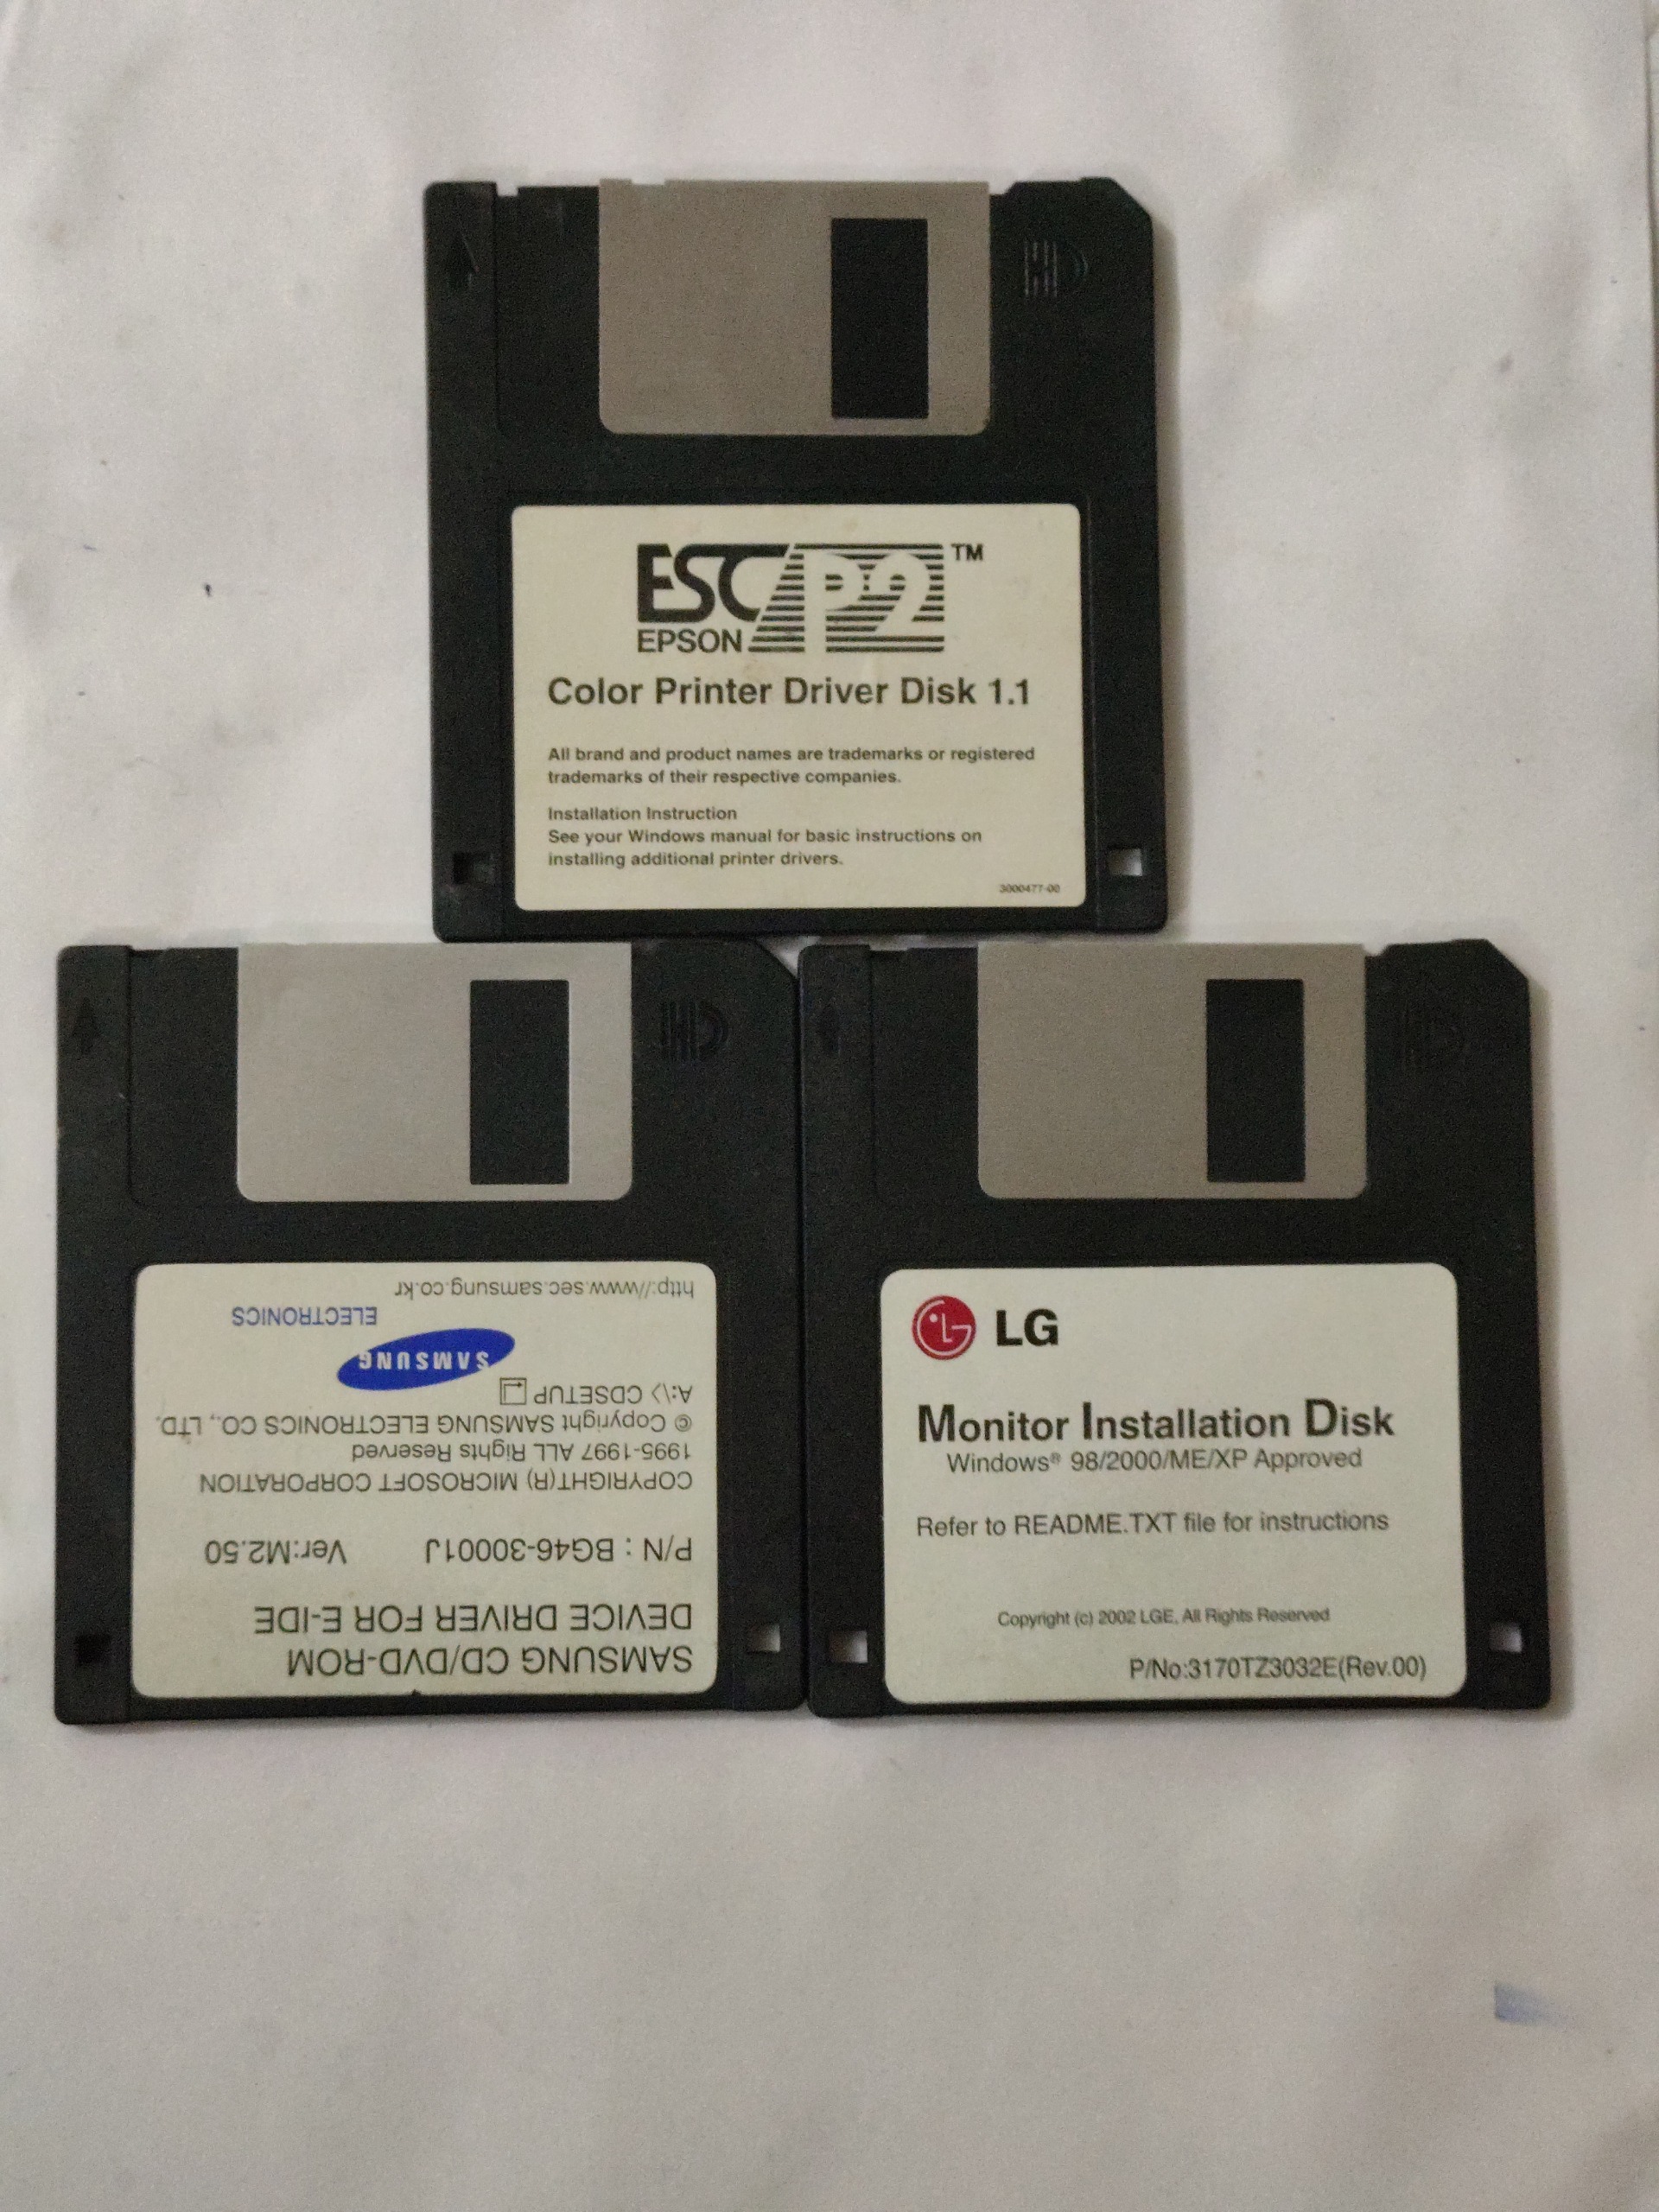 HD
ESC/P2™
EPSON
Color Printer Driver Disk 1.1
All brand and product names are trademarks or registered
trademarks of their respective companies.
Installation Instruction
See your Windows manual for basic instructions on
installing additional printer drivers.
3000477-00
HD
SAMSUNG CD/DVD-ROM
DEVICE DRIVER FOR E-IDE
P/N : BG46-30001J Ver:M2.50
COPYRIGHT(R) MICROSOFT CORPORATION
1995-1997 ALL Rights Reserved
© Copyright SAMSUNG ELECTRONICS CO., LTD.
A:\> CDSETUP
SAMSUNG
ELECTRONICS
http://www.sec.samsung.co.kr
HD
LG
Monitor Installation Disk
Windows® 98/2000/ME/XP Approved
Refer to README.TXT file for instructions
Copyright (c) 2002 LGE, All Rights Reserved
P/No:3170TZ3032E(Rev.00)